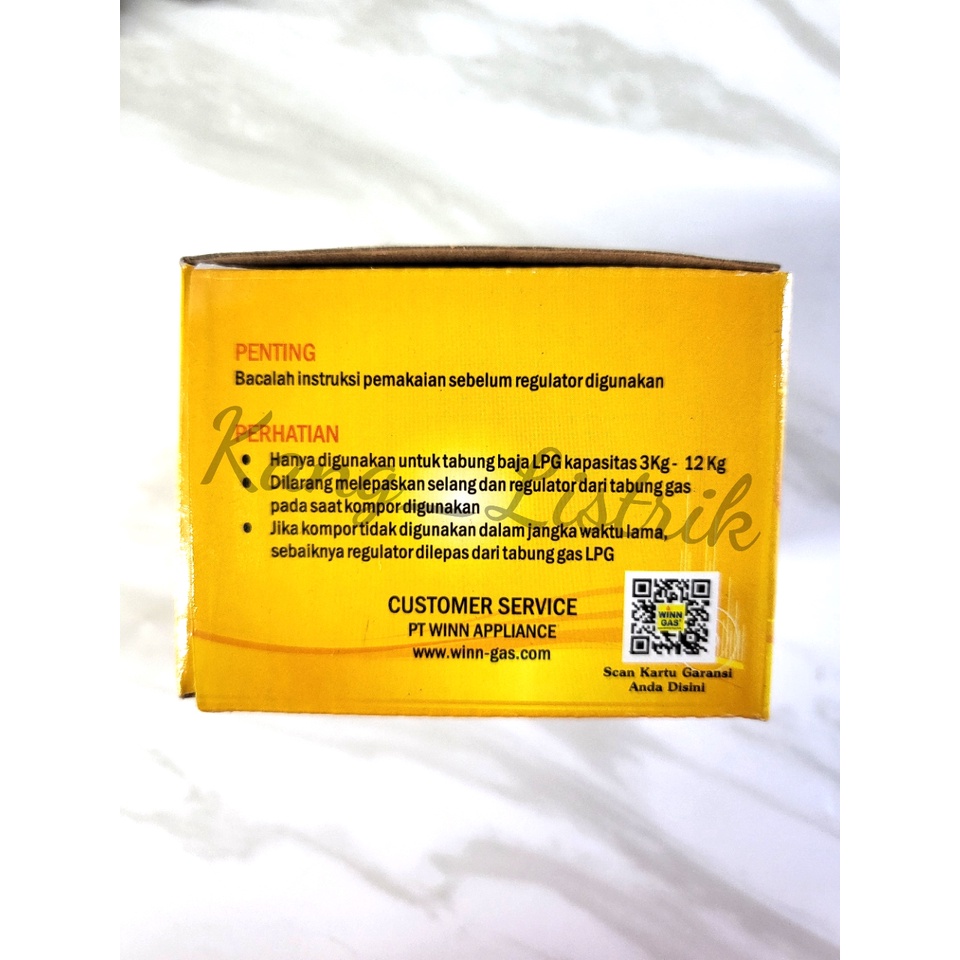 PENTING
Bacalah instruksi pemakaian sebelum regulator digunakan
PERHATIAN
• Hanya digunakan untuk tabung baja LPG kapasitas 3Kg - 12 Kg
• Dilarang melepaskan selang dan regulator dari tabung gas
pada saat kompor digunakan
• Jika kompor tidak digunakan dalam jangka waktu lama,
sebaiknya regulator dilepas dari tabung gas LPG
Kang_Listrik
CUSTOMER SERVICE
PT WINN APPLIANCE
www.winn-gas.com
WINN
GAS
Scan Kartu Garansi
Anda Disini